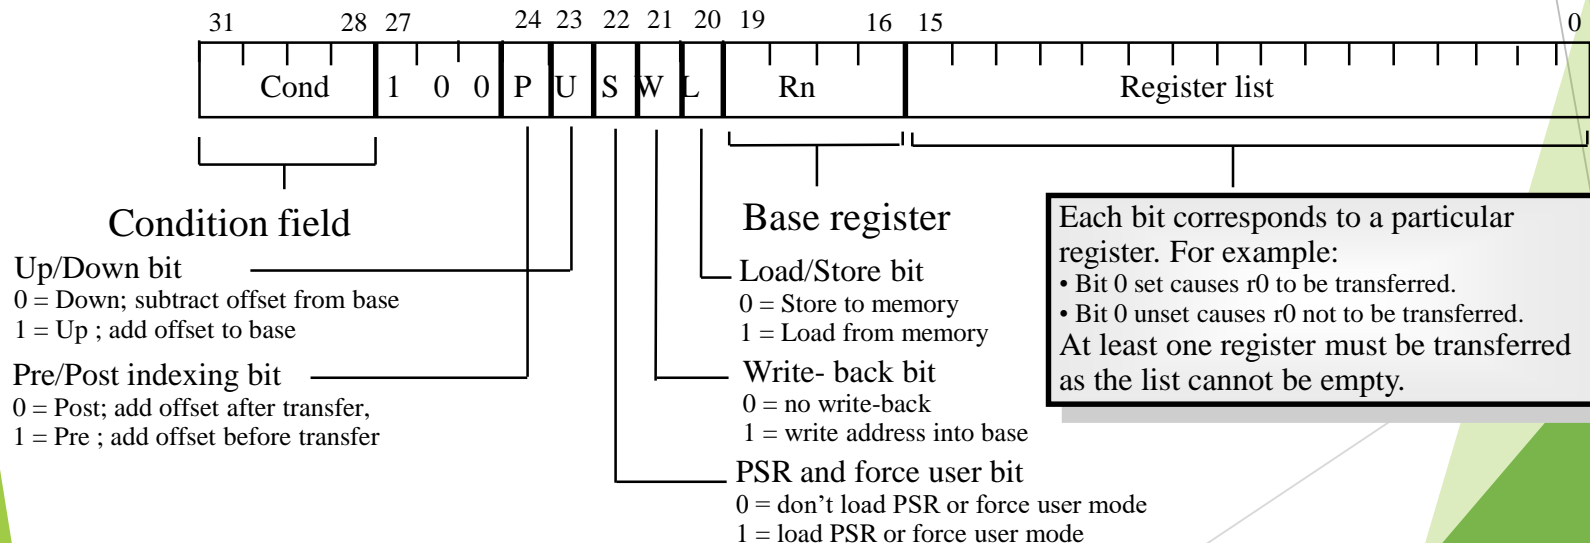 31 28 27 24 23 22 21 20 19 16 15 0
Cond 1 0 0 P U S W L Rn Register list
Condition field
Up/Down bit
0 = Down; subtract offset from base
1 = Up ; add offset to base
Pre/Post indexing bit
0 = Post; add offset after transfer,
1 = Pre ; add offset before transfer
Base register
Load/Store bit
0 = Store to memory
1 = Load from memory
Write- back bit
0 = no write-back
1 = write address into base
PSR and force user bit
0 = don't load PSR or force user mode
1 = load PSR or force user mode
Each bit corresponds to a particular
register. For example:
• Bit 0 set causes r0 to be transferred.
• Bit 0 unset causes r0 not to be transferred.
At least one register must be transferred
as the list cannot be empty.